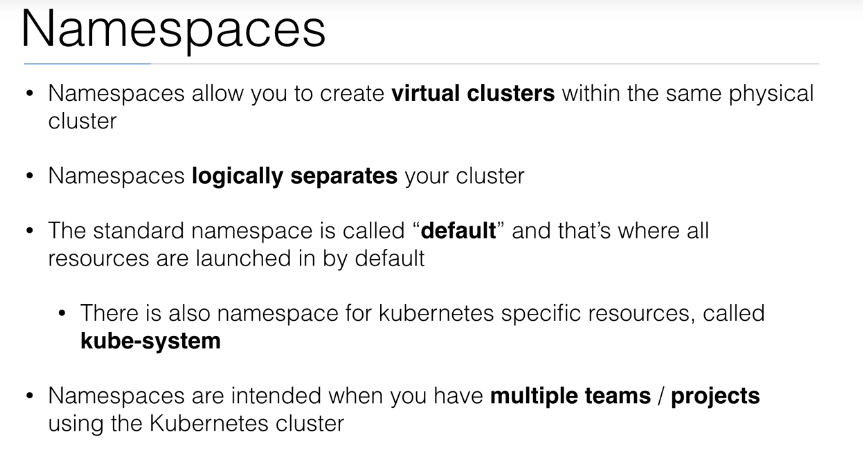 Namespaces
• Namespaces allow you to create virtual clusters within the same physical
cluster
• Namespaces logically separates your cluster
• The standard namespace is called “default” and that’s where all
resources are launched in by default
• There is also namespace for kubernetes specific resources, called
kube-system
• Namespaces are intended when you have multiple teams / projects
using the Kubernetes cluster